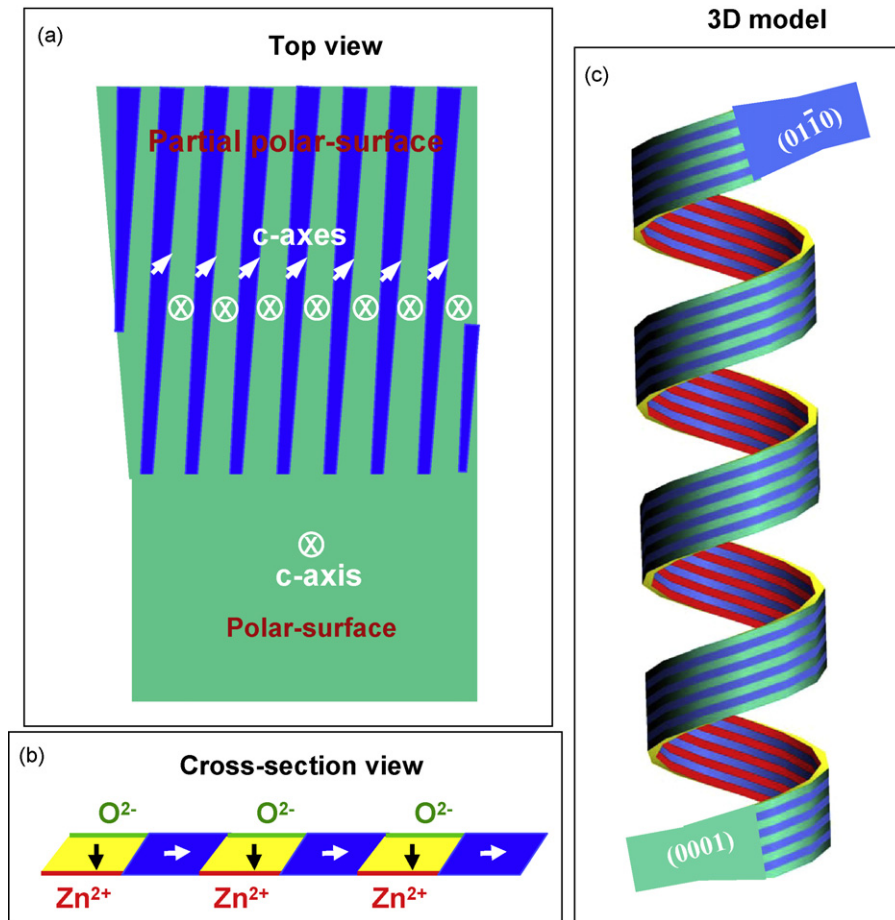 (a)
Top view
Partial polar-surface
c-axes
ⓧ ⓧ ⓧ ⓧ ⓧ ⓧ ⓧ
ⓧ
c-axis
Polar-surface
(b)
Cross-section view
O²⁻ O²⁻ O²⁻
Zn²⁺ Zn²⁺ Zn²⁺
3D model
(c)
(011̅0)
(0001)